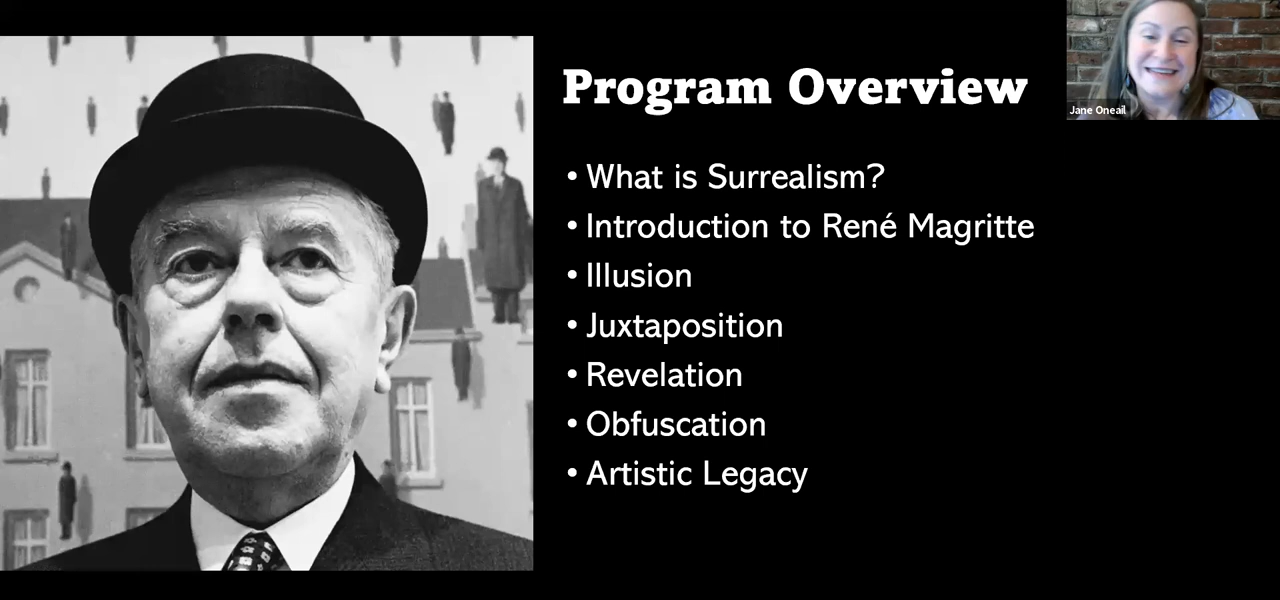 Program Overview
Jane Oneail
• What is Surrealism?
• Introduction to René Magritte
• Illusion
• Juxtaposition
• Revelation
• Obfuscation
• Artistic Legacy